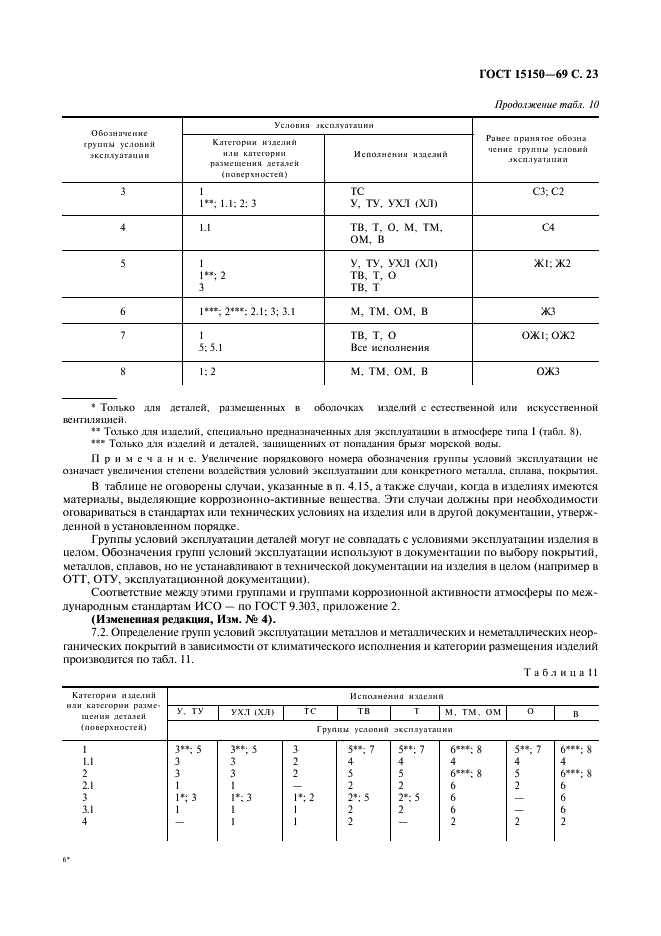 ГОСТ 15150—69 С. 23
Продолжение табл. 10
Обозначение группы условий эксплуатации
Условия эксплуатации
Категории изделий или категории размещения деталей (поверхностей)
Исполнения изделий
Ранее принятое обозна чение группы условий эксплуатации
3 1 ТС С3; С2
1**; 1.1; 2; 3 У, ТУ, УХЛ (ХЛ)
4 1.1 ТВ, Т, О, М, ТМ, С4
ОМ, В
5 1 У, ТУ, УХЛ (ХЛ) Ж1; Ж2
1**; 2 ТВ, Т, О
3 ТВ, Т
6 1***; 2***; 2.1; 3; 3.1 М, ТМ, ОМ, В Ж3
7 1 ТВ, Т, О ОЖ1; ОЖ2
5; 5.1 Все исполнения
8 1; 2 М, ТМ, ОМ, В ОЖ3
* Только для деталей, размещенных в оболочках изделий с естественной или искусственной
вентиляцией.
** Только для изделий, специально предназначенных для эксплуатации в атмосфере типа I (табл. 8).
*** Только для изделий и деталей, защищенных от попадания брызг морской воды.
П р и м е ч а н и е. Увеличение порядкового номера обозначения группы условий эксплуатации не
означает увеличения степени воздействия условий эксплуатации для конкретного металла, сплава, покрытия.
В таблице не оговорены случаи, указанные в п. 4.15, а также случаи, когда в изделиях имеются
материалы, выделяющие коррозионно-активные вещества. Эти случаи должны при необходимости
оговариваться в стандартах или технических условиях на изделия или в другой документации, утверж-
денной в установленном порядке.
Группы условий эксплуатации деталей могут не совпадать с условиями эксплуатации изделия в
целом. Обозначения групп условий эксплуатации используют в документации по выбору покрытий,
металлов, сплавов, но не устанавливают в технической документации на изделия в целом (например в
ОТТ, ОТУ, эксплуатационной документации).
Соответствие между этими группами и группами коррозионной активности атмосферы по меж-
дународным стандартам ИСО — по ГОСТ 9.303, приложение 2.
(Измененная редакция, Изм. № 4).
7.2. Определение групп условий эксплуатации металлов и металлических и неметаллических неор-
ганических покрытий в зависимости от климатического исполнения и категории размещения изделий
производится по табл. 11.
Т а б л и ц а 11
Категории изделий или категории разме- щения деталей (поверхностей)
Исполнения изделий
У, ТУ УХЛ (ХЛ) ТС ТВ Т М, ТМ, ОМ О В
Группы условий эксплуатации
1 3**; 5 3**; 5 3 5**; 7 5**; 7 6***; 8 5**; 7 6***; 8
1.1 3 3 2 4 4 4 4 4
2 3 3 2 5 5 6***; 8 5 6***; 8
2.1 1 1 — 2 2 6 2 6
3 1*; 3 1*; 3 1*; 2 2*; 5 2*; 5 6 — 6
3.1 1 1 1 2 2 6 — 6
4 — 1 1 2 — 2 2 2
6*